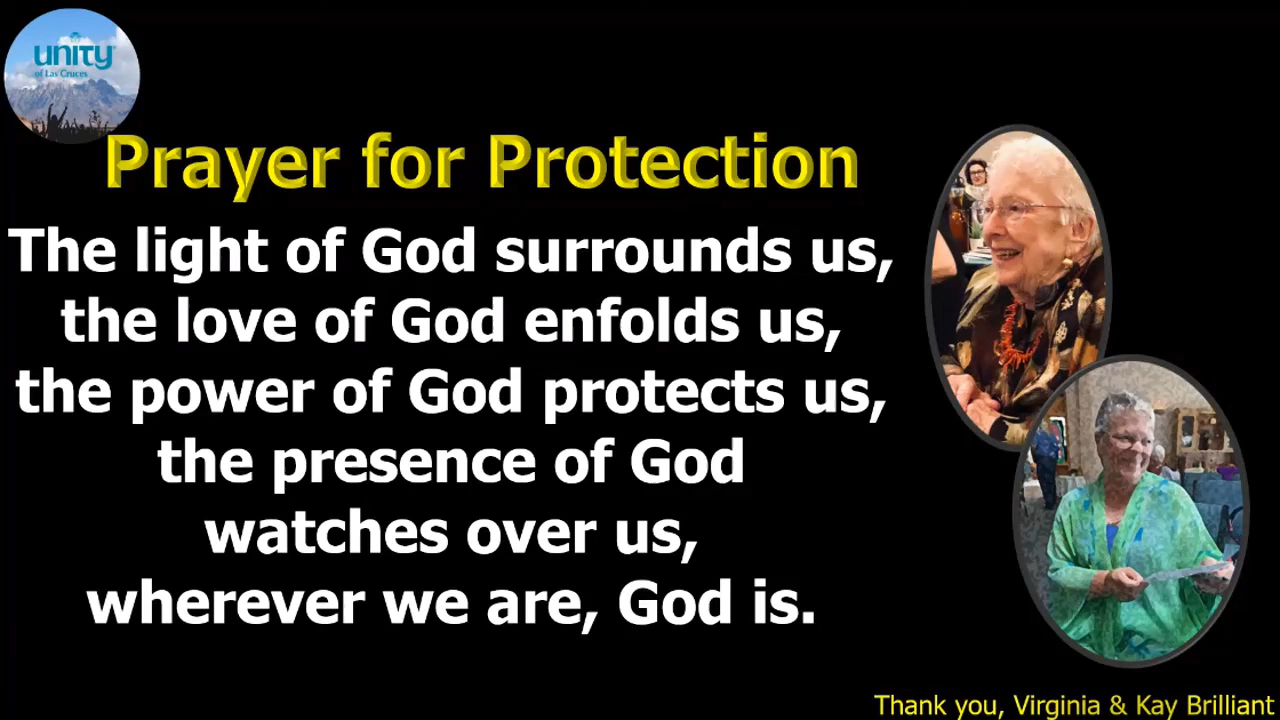 unity
of Las Cruces
Prayer for Protection
The light of God surrounds us,
the love of God enfolds us,
the power of God protects us,
the presence of God
watches over us,
wherever we are, God is.
Thank you, Virginia & Kay Brilliant